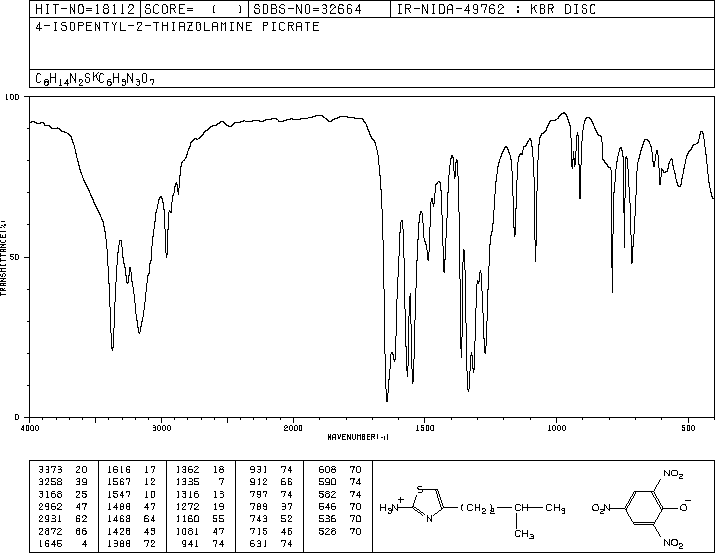 HIT-NO=18112 SCORE= ( ) SDBS-NO=32664 IR-NIDA-49762 : KBR DISC
4-ISOPENTYL-2-THIAZOLAMINE PICRATE
C8H14N2S*C6H3N3O7
TRANSMITTANCE(%)
100
50
0
4000 3000 2000 1500 1000 500
WAVENUMBER(-1)
3373 20 1616 17 1362 18 931 74 608 70
3258 39 1567 12 1335 7 912 66 590 74
3168 25 1547 10 1316 13 797 74 582 74
2962 47 1488 47 1272 19 789 37 546 70
2931 62 1468 64 1160 55 743 52 536 70
2872 66 1428 43 1081 47 715 46 528 70
1645 4 1388 72 941 74 631 74
S
H3N
+
N
(CH2)2
CH
CH3
CH3
NO2
O2N
O−
NO2